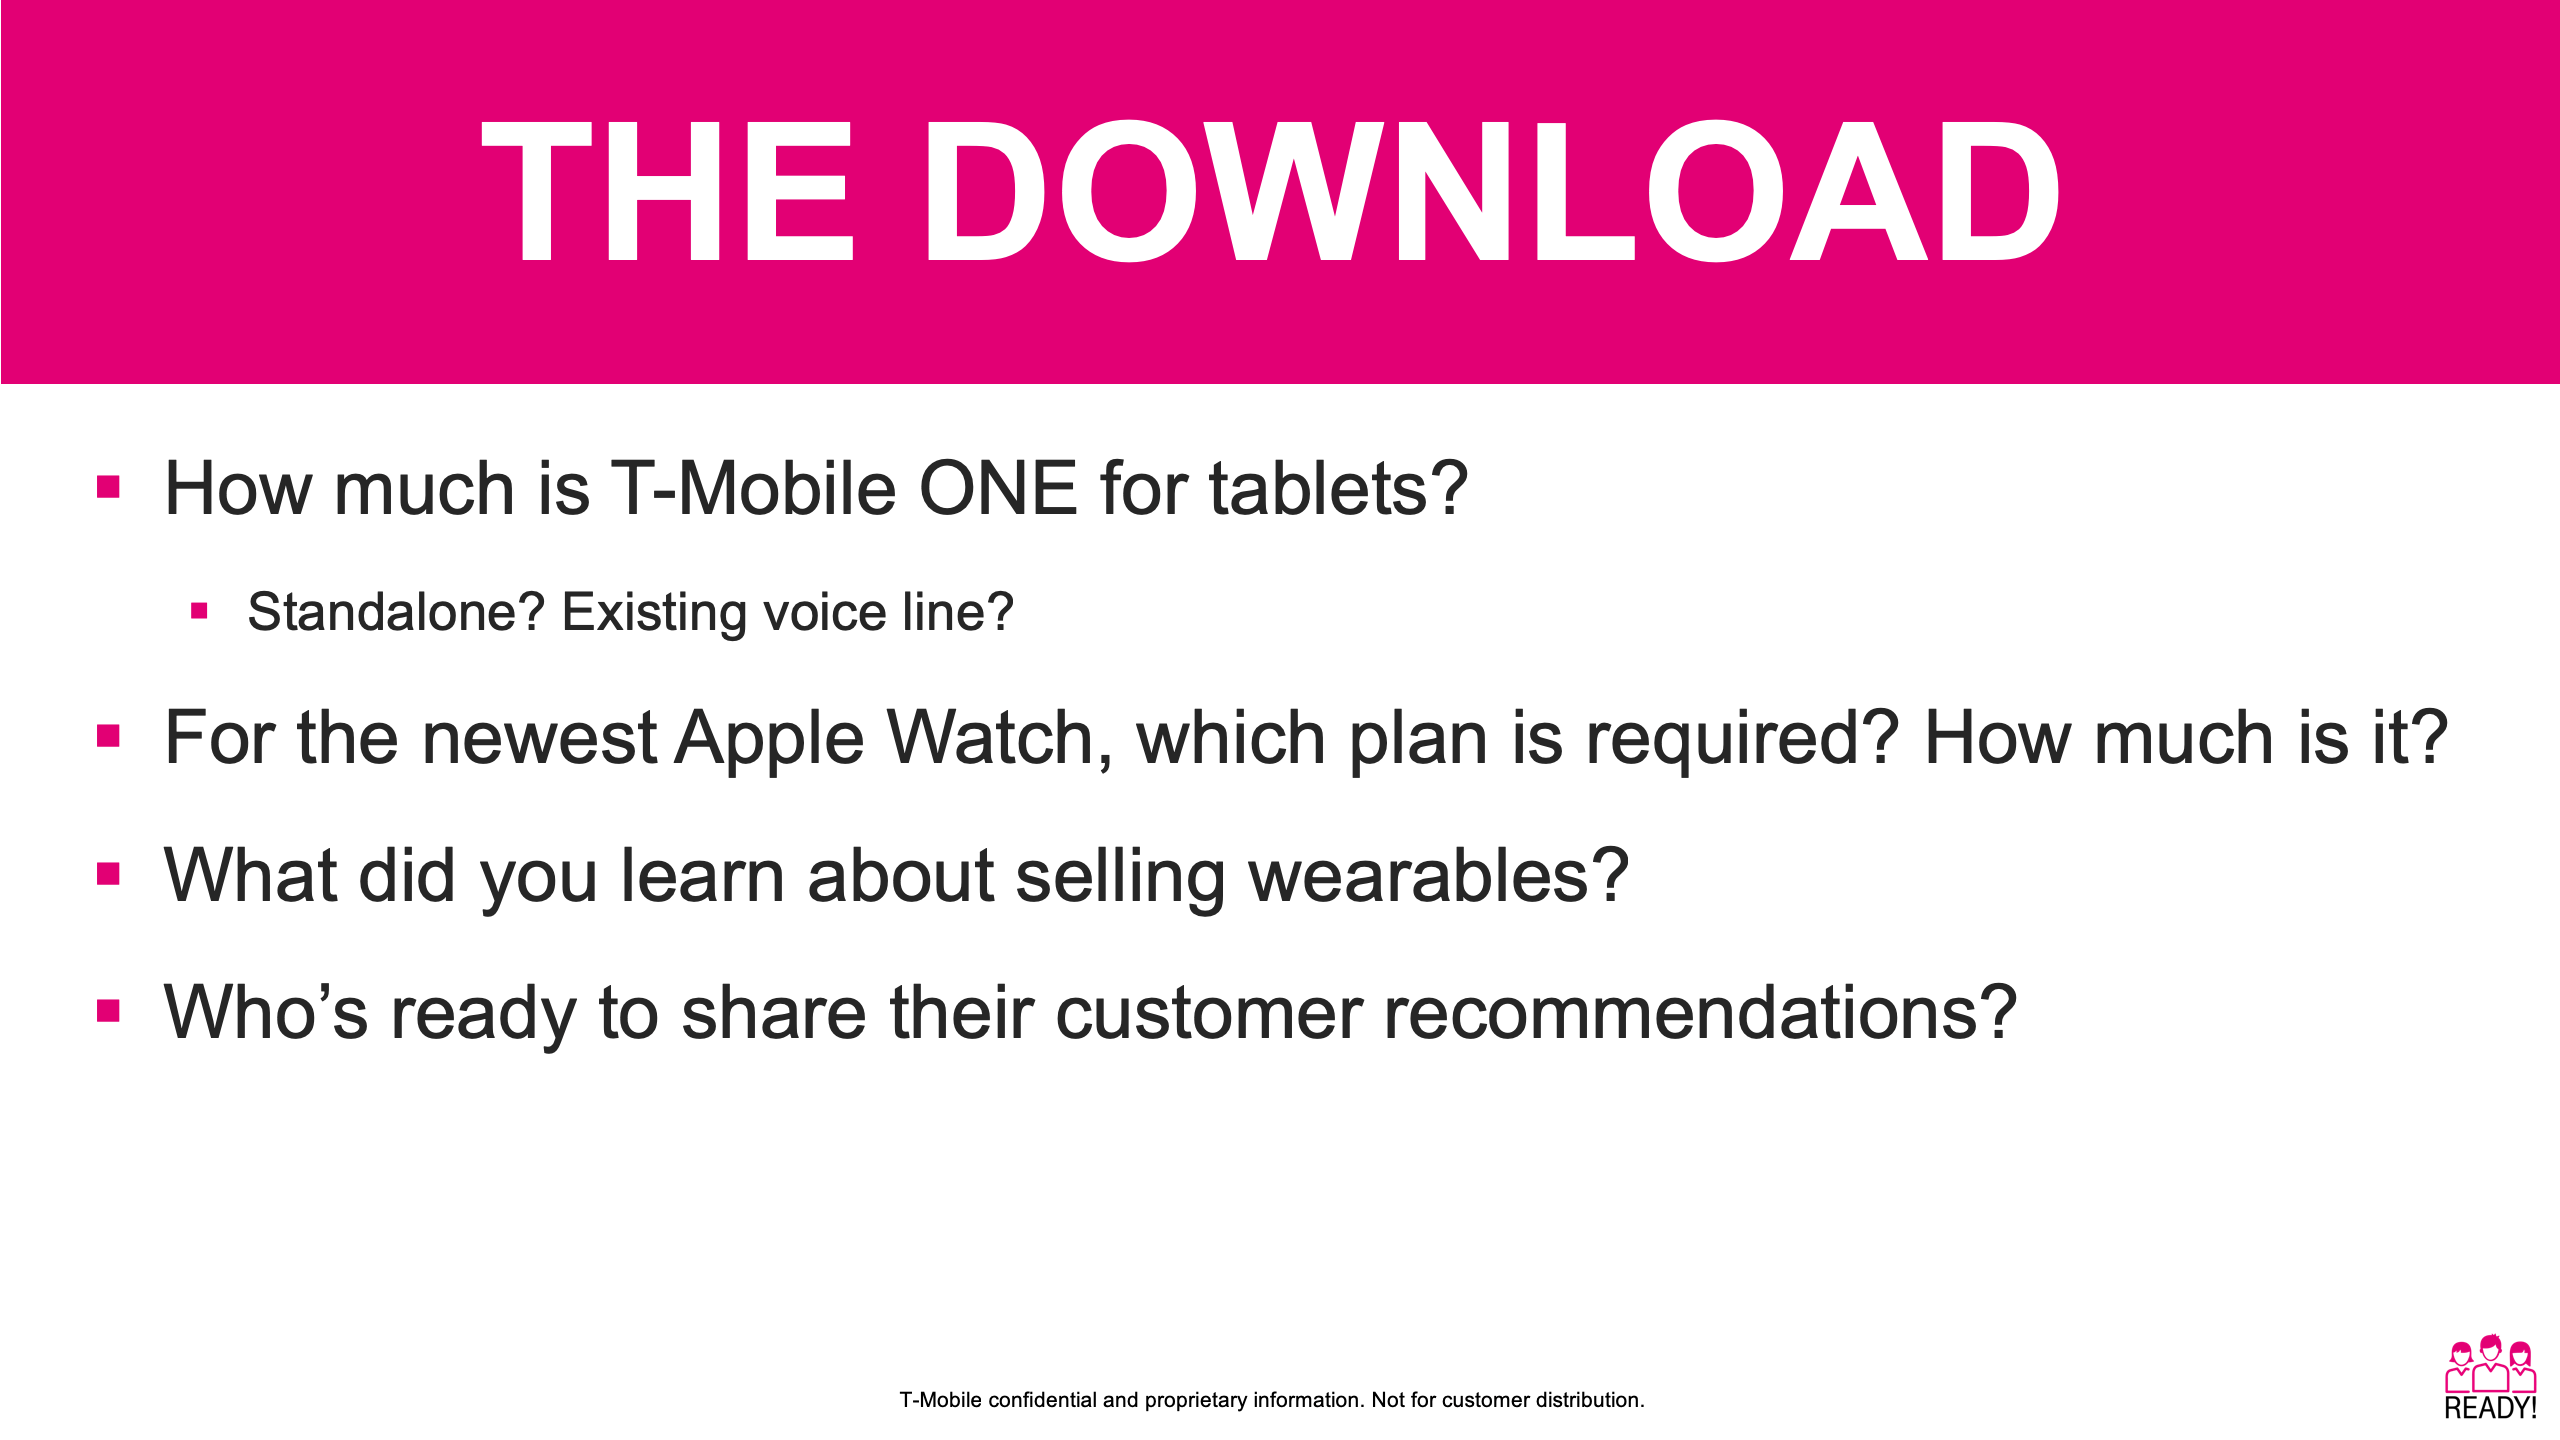 THE DOWNLOAD
How much is T-Mobile ONE for tablets?
Standalone? Existing voice line?
For the newest Apple Watch, which plan is required? How much is it?
What did you learn about selling wearables?
Who’s ready to share their customer recommendations?
T-Mobile confidential and proprietary information. Not for customer distribution.
READY!